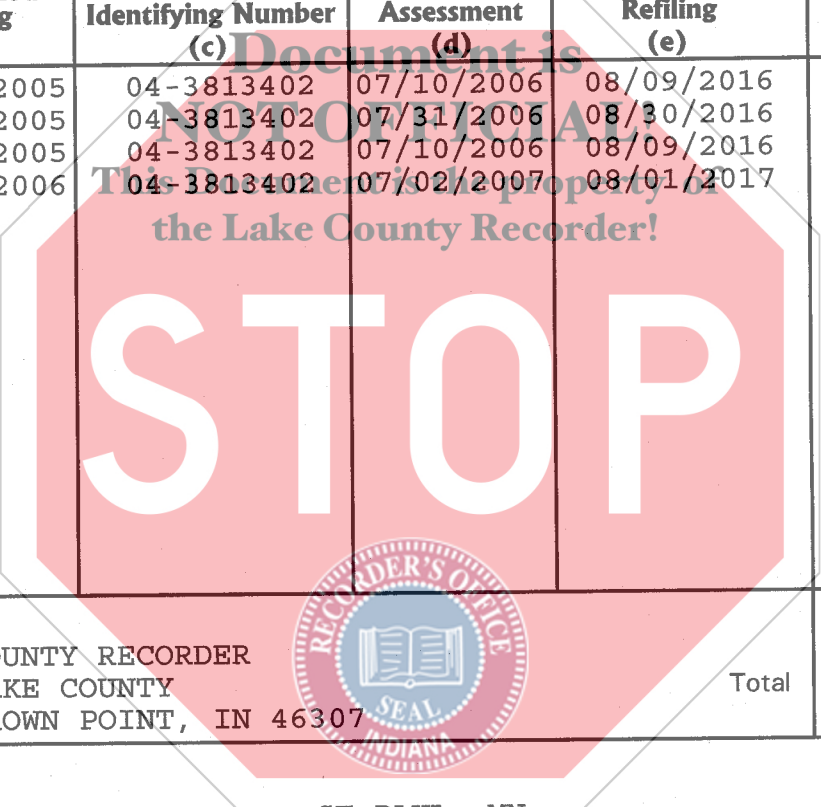 Identifying Number Assessment Refiling
g (c) (d) (e)
Document is
2005 04-3813402 07/10/2006 08/09/2016
2005 04-3813402 07/31/2006 08/30/2016
NOT OFFICIAL!
2005 04-3813402 07/10/2006 08/09/2016
2006 04-3813402 07/02/2007 08/01/2017
This Document is the property of
the Lake County Recorder!
STOP
RECORDER'S OFFICE
SEAL
INDIANA
OUNTY RECORDER
AKE COUNTY Total
OWN POINT, IN 46307